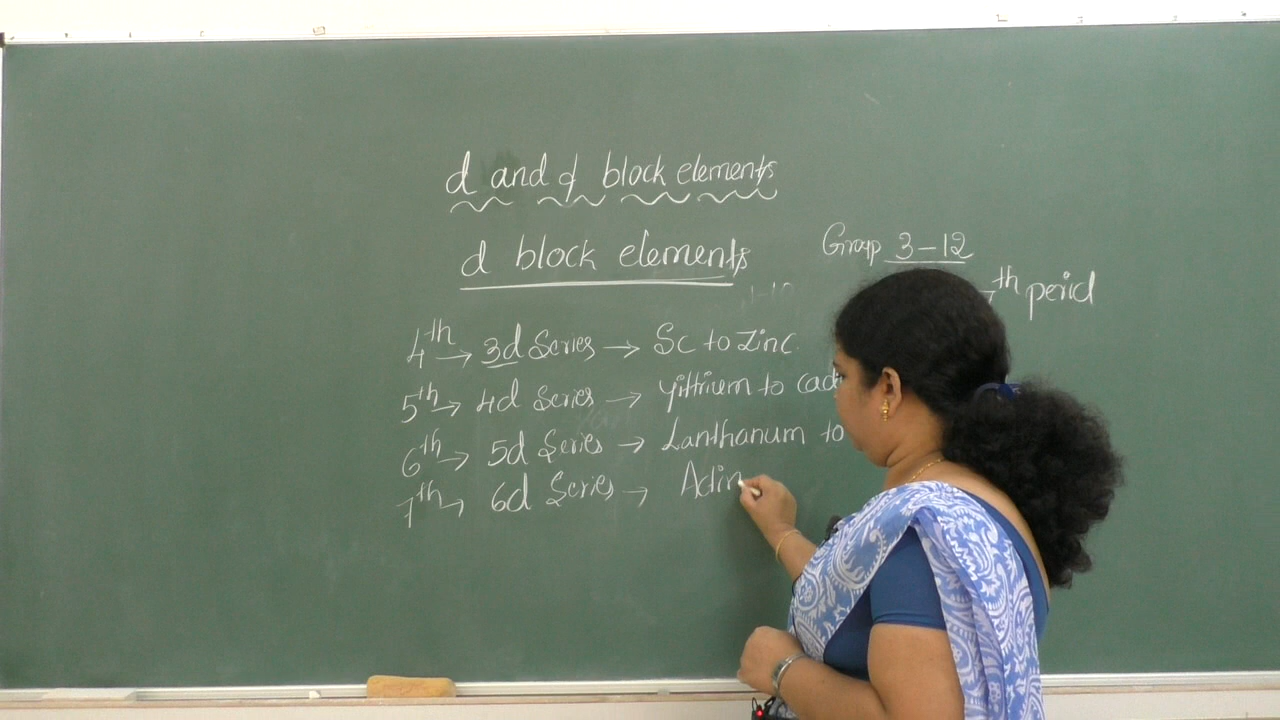 d and f block elements
d block elements
Group 3-12
th period
4th → 3d Series → Sc to Zinc
5th → 4d Series → yittrium to cad
6th → 5d Series → Lanthanum to
7th → 6d Series → Actin